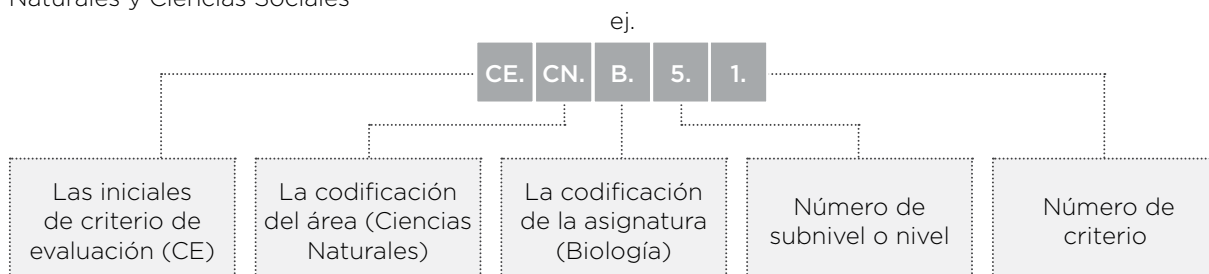 Naturales y Ciencias Sociales
ej.
CE. CN. B. 5. 1.
Las iniciales
de criterio de
evaluación (CE)
La codificación
del área (Ciencias
Naturales)
La codificación
de la asignatura
(Biología)
Número de
subnivel o nivel
Número de
criterio